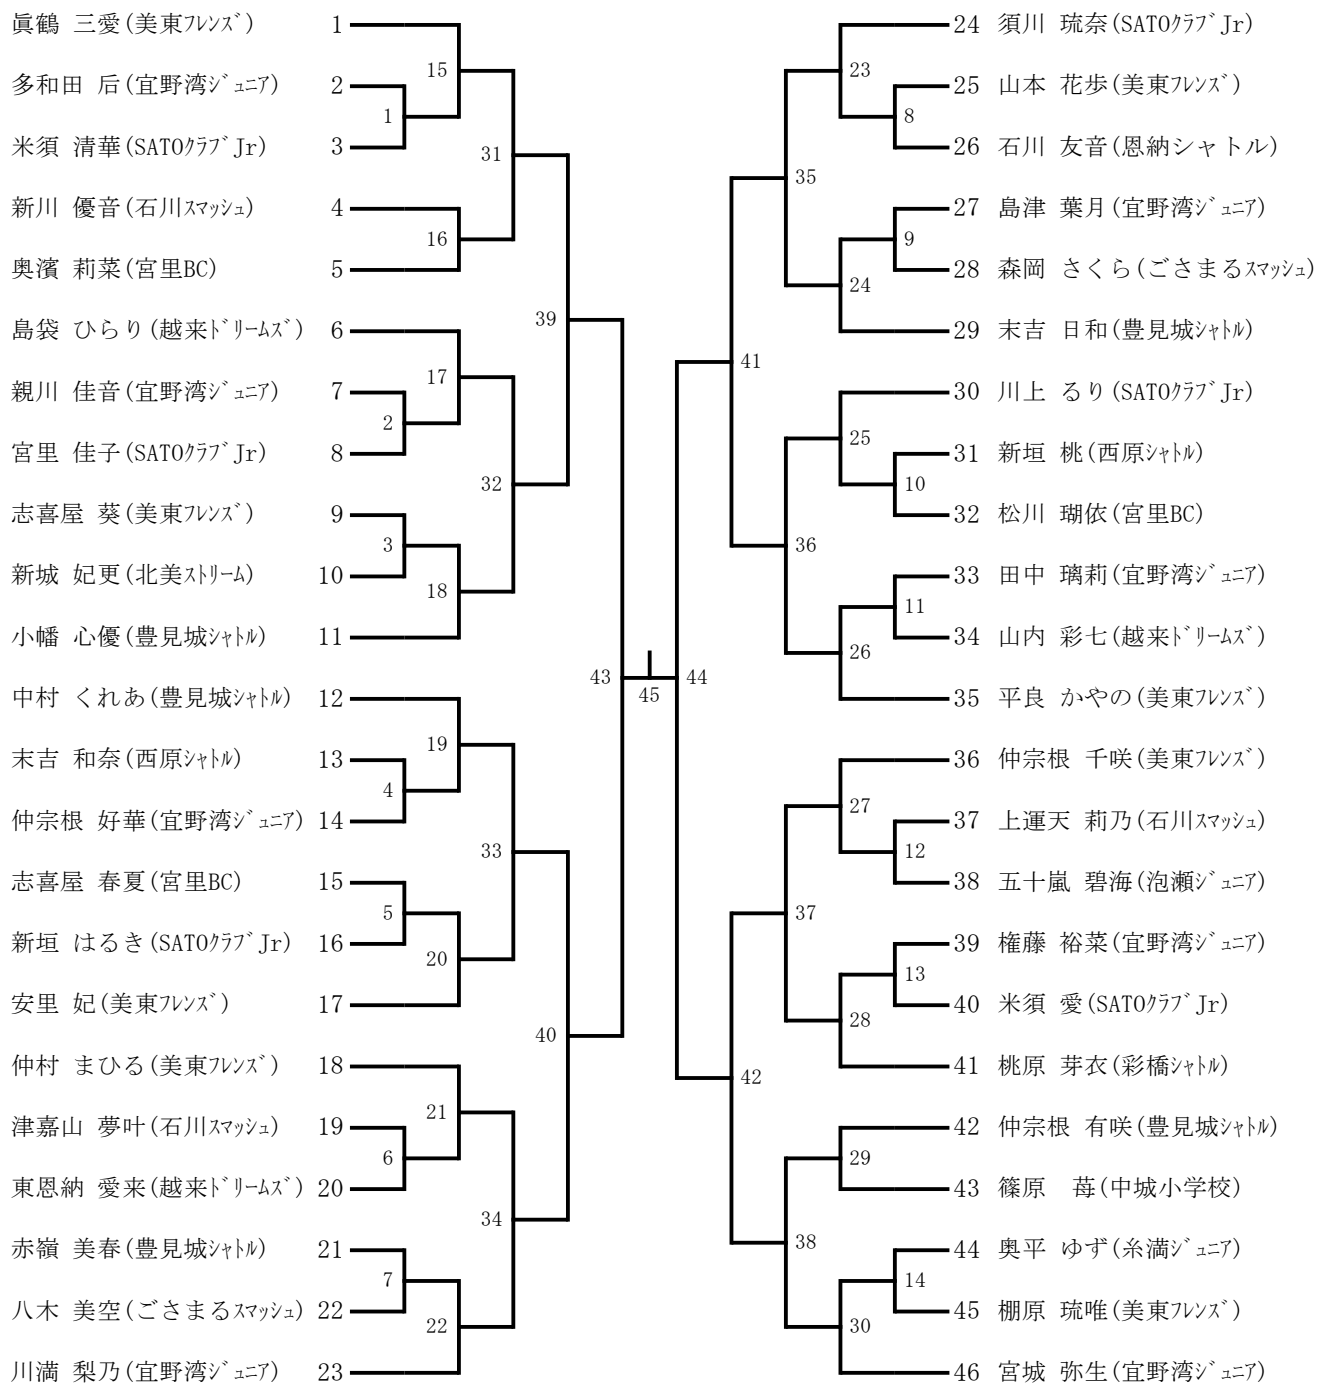 眞鶴 三愛(美東ﾌﾚﾝｽﾞ) 1
多和田 后(宜野湾ｼﾞｭﾆｱ) 2
米須 清華(SATOｸﾗﾌﾞJr) 3
新川 優音(石川ｽﾏｯｼｭ) 4
奥濱 莉菜(宮里BC) 5
島袋 ひらり(越来ﾄﾞﾘｰﾑｽﾞ) 6
親川 佳音(宜野湾ｼﾞｭﾆｱ) 7
宮里 佳子(SATOｸﾗﾌﾞJr) 8
志喜屋 葵(美東ﾌﾚﾝｽﾞ) 9
新城 妃更(北美ｽﾄﾘｰﾑ) 10
小幡 心優(豊見城ｼｬﾄﾙ) 11
中村 くれあ(豊見城ｼｬﾄﾙ) 12
末吉 和奈(西原ｼｬﾄﾙ) 13
仲宗根 好華(宜野湾ｼﾞｭﾆｱ) 14
志喜屋 春夏(宮里BC) 15
新垣 はるき(SATOｸﾗﾌﾞJr) 16
安里 妃(美東ﾌﾚﾝｽﾞ) 17
仲村 まひる(美東ﾌﾚﾝｽﾞ) 18
津嘉山 夢叶(石川ｽﾏｯｼｭ) 19
東恩納 愛来(越来ﾄﾞﾘｰﾑｽﾞ) 20
赤嶺 美春(豊見城ｼｬﾄﾙ) 21
八木 美空(ごさまるｽﾏｯｼｭ) 22
川満 梨乃(宜野湾ｼﾞｭﾆｱ) 23
15
1
31
16
39
17
2
32
3
18
43
19
4
33
5
20
40
21
6
34
7
22
45
44
23
8
35
9
24
41
25
10
36
11
26
27
12
37
13
28
42
29
38
14
30
24 須川 琉奈(SATOｸﾗﾌﾞJr)
25 山本 花歩(美東ﾌﾚﾝｽﾞ)
26 石川 友音(恩納シャトル)
27 島津 葉月(宜野湾ｼﾞｭﾆｱ)
28 森岡 さくら(ごさまるｽﾏｯｼｭ)
29 末吉 日和(豊見城ｼｬﾄﾙ)
30 川上 るり(SATOｸﾗﾌﾞJr)
31 新垣 桃(西原ｼｬﾄﾙ)
32 松川 瑚依(宮里BC)
33 田中 璃莉(宜野湾ｼﾞｭﾆｱ)
34 山内 彩七(越来ﾄﾞﾘｰﾑｽﾞ)
35 平良 かやの(美東ﾌﾚﾝｽﾞ)
36 仲宗根 千咲(美東ﾌﾚﾝｽﾞ)
37 上運天 莉乃(石川ｽﾏｯｼｭ)
38 五十嵐 碧海(泡瀬ｼﾞｭﾆｱ)
39 権藤 裕菜(宜野湾ｼﾞｭﾆｱ)
40 米須 愛(SATOｸﾗﾌﾞJr)
41 桃原 芽衣(彩橋ｼｬﾄﾙ)
42 仲宗根 有咲(豊見城ｼｬﾄﾙ)
43 篠原　苺(中城小学校)
44 奥平 ゆず(糸満ｼﾞｭﾆｱ)
45 棚原 琉唯(美東ﾌﾚﾝｽﾞ)
46 宮城 弥生(宜野湾ｼﾞｭﾆｱ)